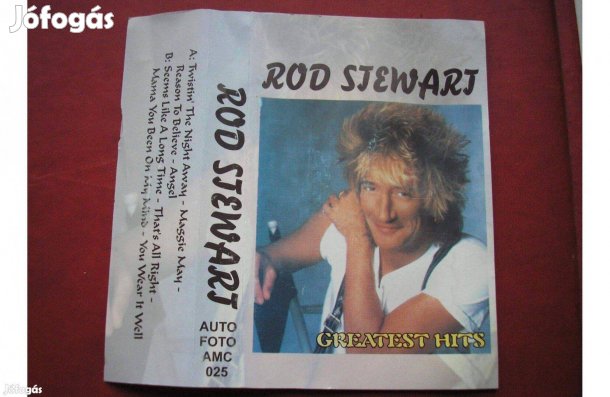 Jófogás
A: Twistin' The Night Away - Maggie May -
Reason To Believe - Angel
B: Seems Like A Long Time - That's All Right -
Mama You Been On My Mind - You Wear It Well
ROD STEWART
AUTO
FOTO
AMC
025
ROD STEWART
GREATEST HITS
Jófogás